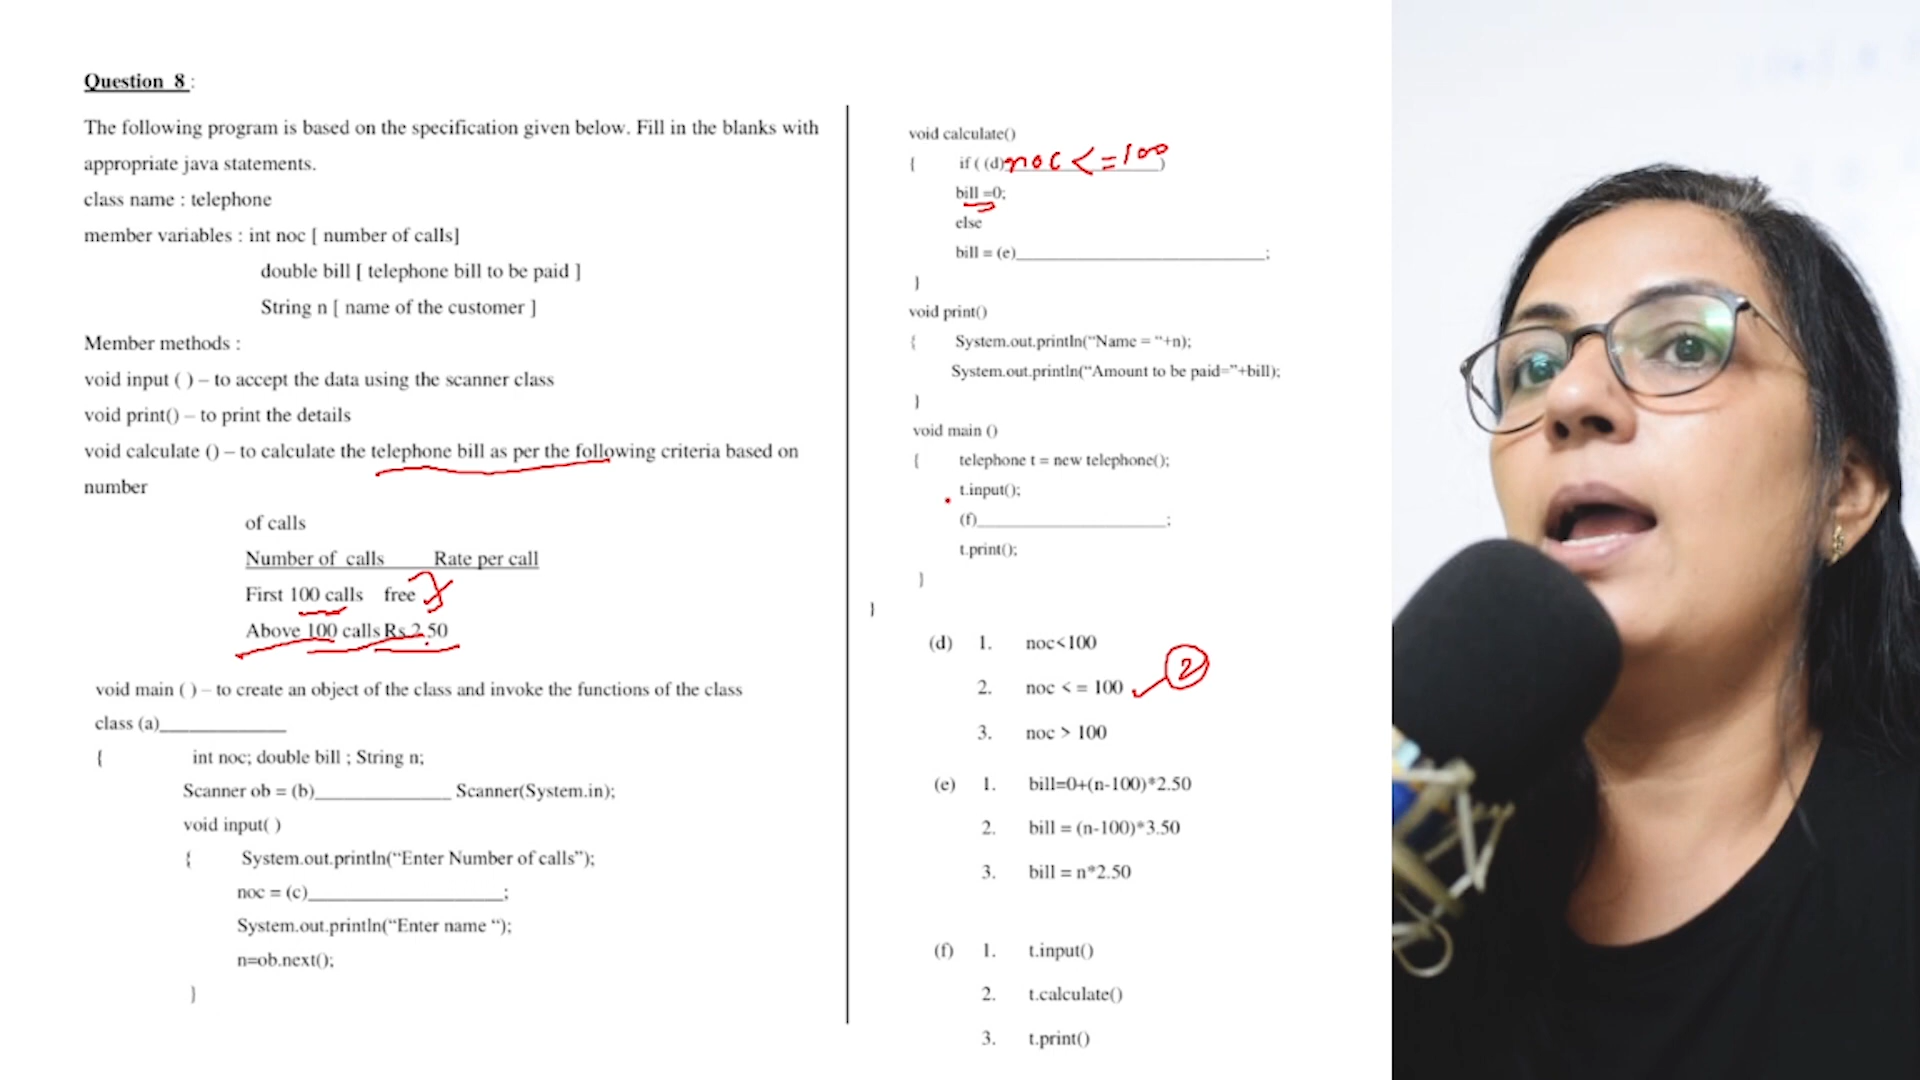 Question 8 :
The following program is based on the specification given below. Fill in the blanks with
appropriate java statements.
class name : telephone
member variables : int noc [ number of calls]
double bill [ telephone bill to be paid ]
String n [ name of the customer ]
Member methods :
void input ( ) – to accept the data using the scanner class
void print() – to print the details
void calculate () – to calculate the telephone bill as per the following criteria based on
number
of calls
Number of calls Rate per call
First 100 calls free
Above 100 calls Rs 2.50
void main ( ) – to create an object of the class and invoke the functions of the class
class (a)______________
{ int noc; double bill ; String n;
Scanner ob = (b)_______________ Scanner(System.in);
void input( )
{ System.out.println(“Enter Number of calls”);
noc = (c)______________________;
System.out.println(“Enter name “);
n=ob.next();
}
void calculate()
{ if ( (d) noc <= 100 )
bill =0;
else
bill = (e)______________________________;
}
void print()
{ System.out.println(“Name = “+n);
System.out.println(“Amount to be paid=”+bill);
}
void main ()
{ telephone t = new telephone();
t.input();
(f)_______________________;
t.print();
}
}
(d) 1. noc<100
2. noc < = 100 2
3. noc > 100
(e) 1. bill=0+(n-100)*2.50
2. bill = (n-100)*3.50
3. bill = n*2.50
(f) 1. t.input()
2. t.calculate()
3. t.print()